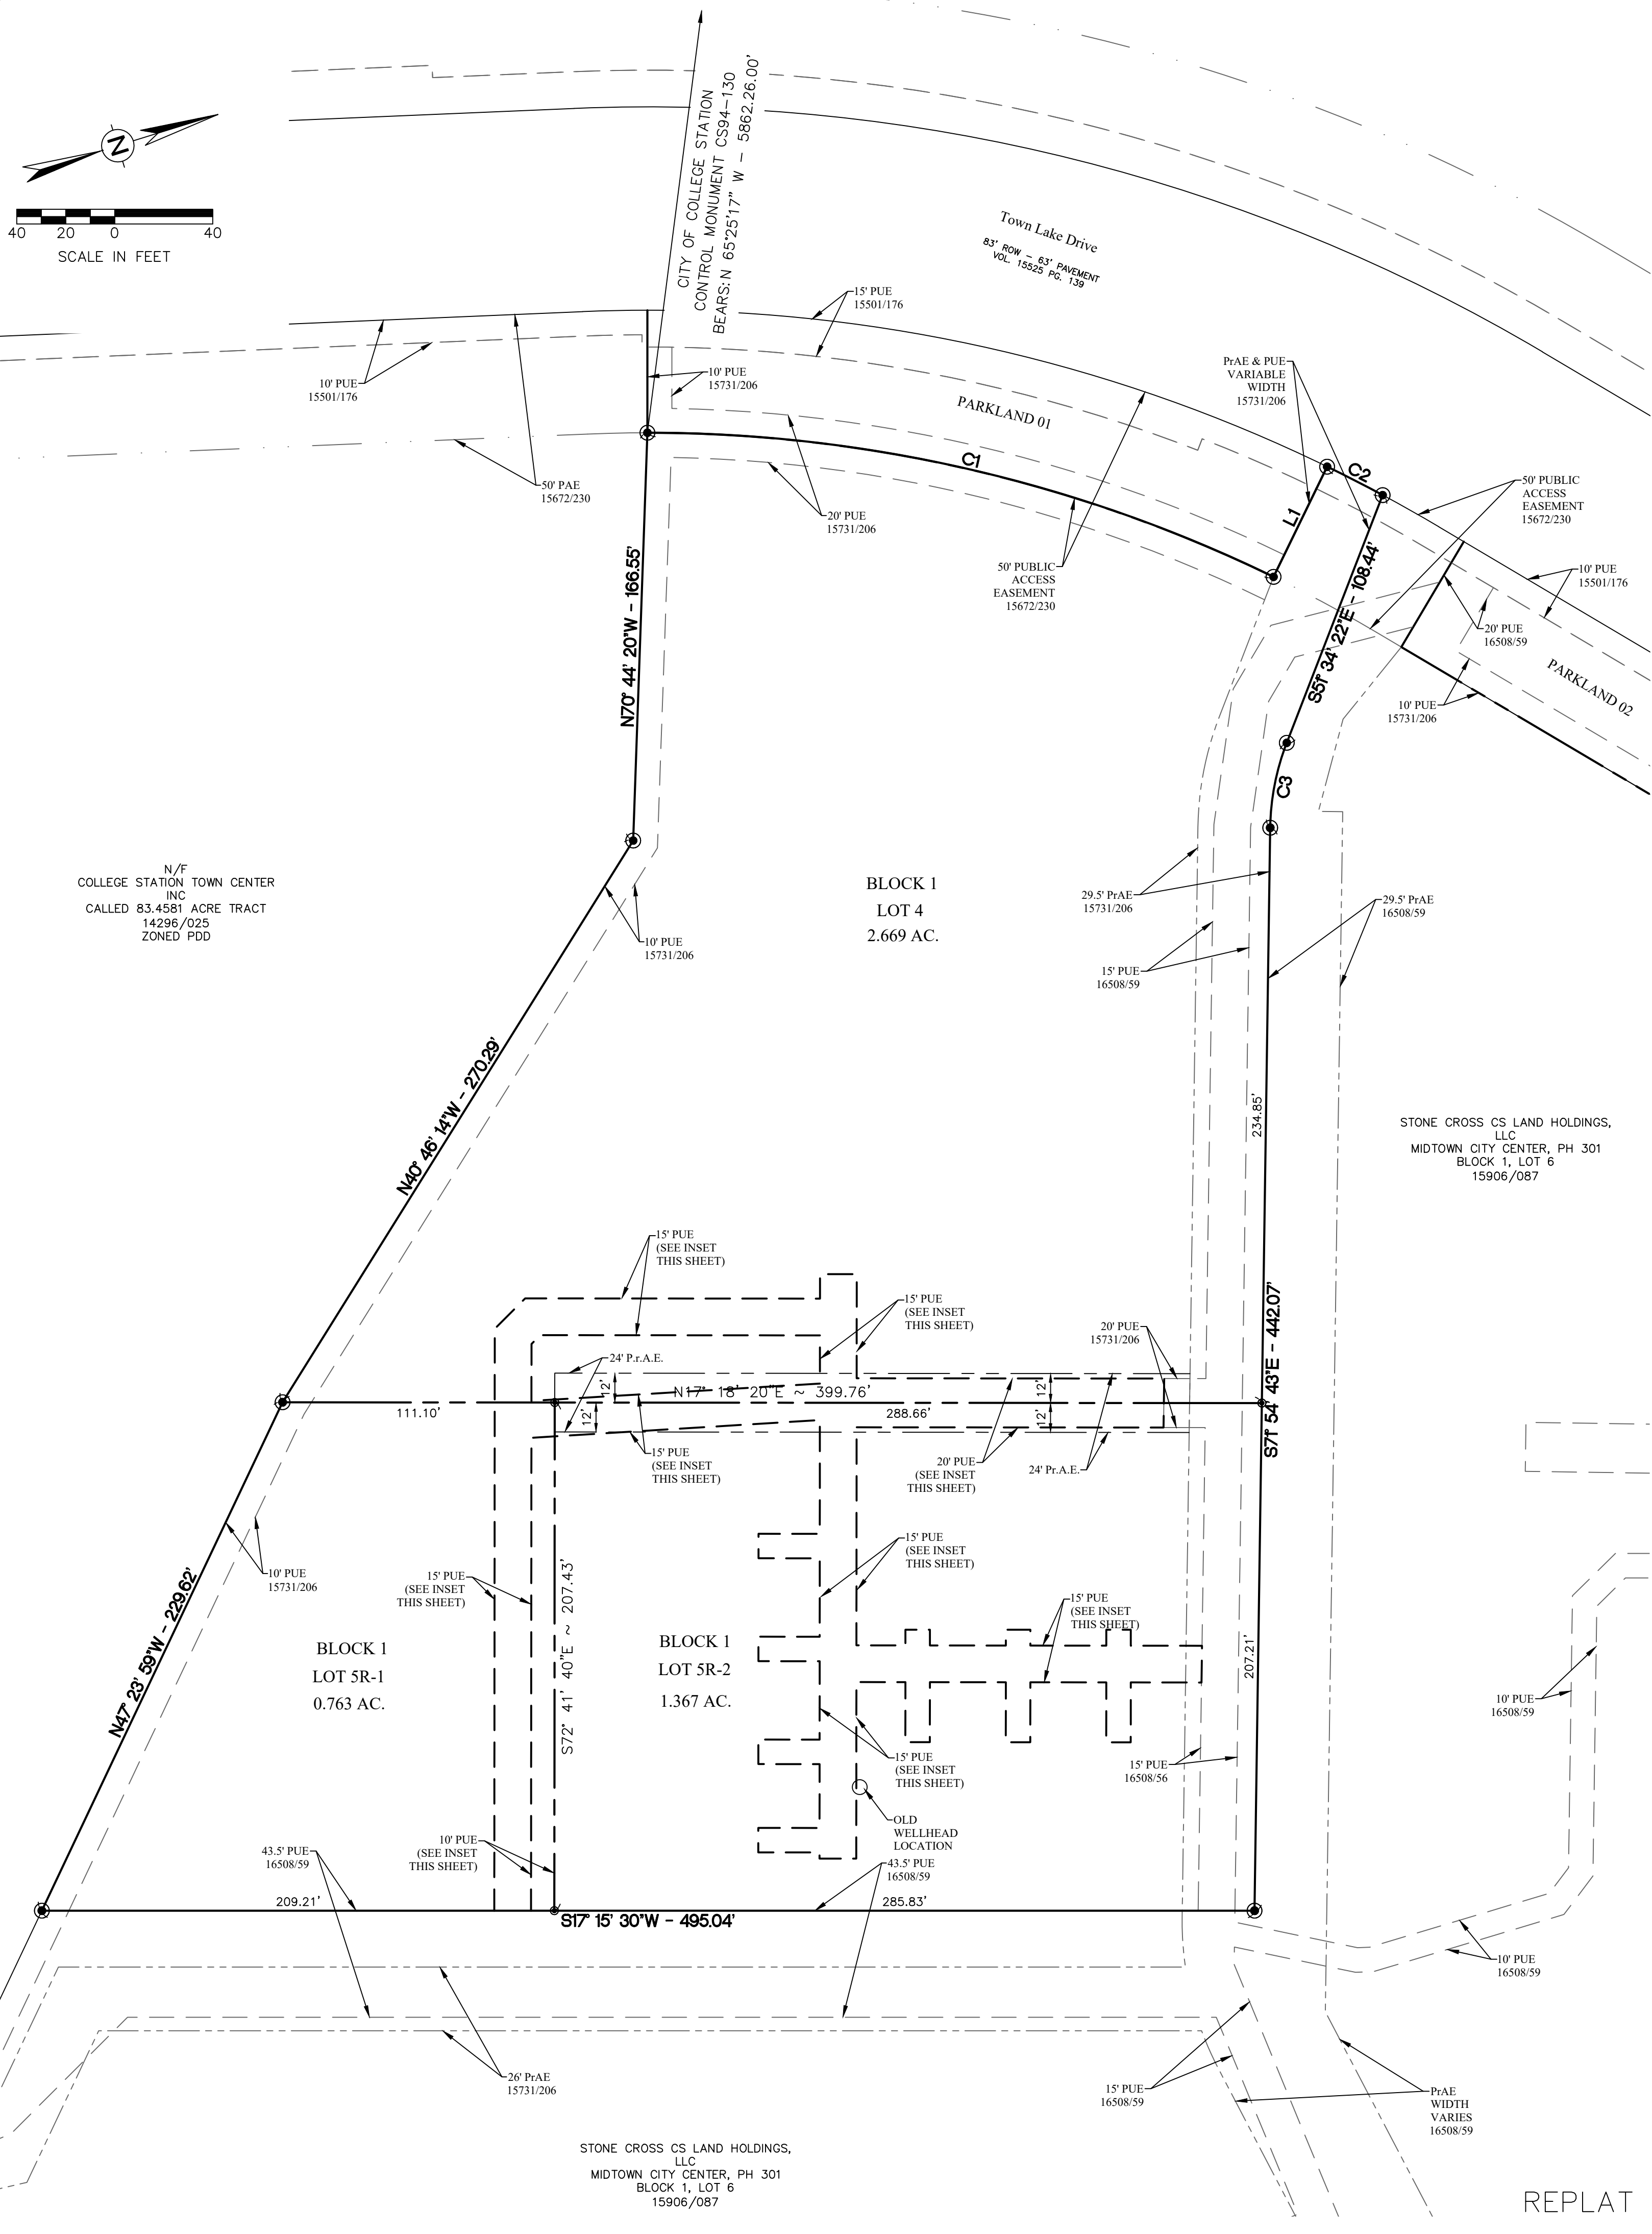 CITY OF COLLEGE STATION
CONTROL MONUMENT CS94-130
BEARS: N 65°25'17" W - 5862.26.00'
N
40 20 0 40
SCALE IN FEET
Town Lake Drive
83' ROW - 63' PAVEMENT
VOL. 15525 PG. 139
15' PUE
15501/176
10' PUE
15501/176
10' PUE
15731/206
PrAE & PUE
VARIABLE
WIDTH
15731/206
PARKLAND 01
C1
C2
L1
50' PAE
15672/230
20' PUE
15731/206
50' PUBLIC
ACCESS
EASEMENT
15672/230
50' PUBLIC
ACCESS
EASEMENT
15672/230
10' PUE
15501/176
20' PUE
16508/59
PARKLAND 02
10' PUE
15731/206
N70° 44' 20"W - 166.55'
S51° 34' 22"E - 108.44'
C3
N/F
COLLEGE STATION TOWN CENTER
INC
CALLED 83.4581 ACRE TRACT
14296/025
ZONED PDD
BLOCK 1
LOT 4
2.669 AC.
29.5' PrAE
15731/206
29.5' PrAE
16508/59
10' PUE
15731/206
15' PUE
16508/59
N40° 46' 14"W - 270.29'
234.85'
STONE CROSS CS LAND HOLDINGS,
LLC
MIDTOWN CITY CENTER, PH 301
BLOCK 1, LOT 6
15906/087
15' PUE
(SEE INSET
THIS SHEET)
15' PUE
(SEE INSET
THIS SHEET)
20' PUE
15731/206
24' P.r.A.E.
12'
N17° 18' 20"E ~ 399.76'
12'
S71° 54' 43"E - 442.07'
111.10'
12'
288.66'
12'
15' PUE
(SEE INSET
THIS SHEET)
20' PUE
(SEE INSET
THIS SHEET)
24' Pr.A.E.
10' PUE
15731/206
15' PUE
(SEE INSET
THIS SHEET)
15' PUE
(SEE INSET
THIS SHEET)
15' PUE
(SEE INSET
THIS SHEET)
N47° 23' 59"W - 229.62'
S72° 41' 40"E ~ 207.43'
BLOCK 1
LOT 5R-1
0.763 AC.
BLOCK 1
LOT 5R-2
1.367 AC.
207.21'
10' PUE
16508/59
15' PUE
(SEE INSET
THIS SHEET)
15' PUE
16508/56
OLD
WELLHEAD
LOCATION
10' PUE
(SEE INSET
THIS SHEET)
43.5' PUE
16508/59
43.5' PUE
16508/59
209.21'
285.83'
S17° 15' 30"W - 495.04'
10' PUE
16508/59
26' PrAE
15731/206
15' PUE
16508/59
PrAE
WIDTH
VARIES
16508/59
STONE CROSS CS LAND HOLDINGS,
LLC
MIDTOWN CITY CENTER, PH 301
BLOCK 1, LOT 6
15906/087
REPLAT